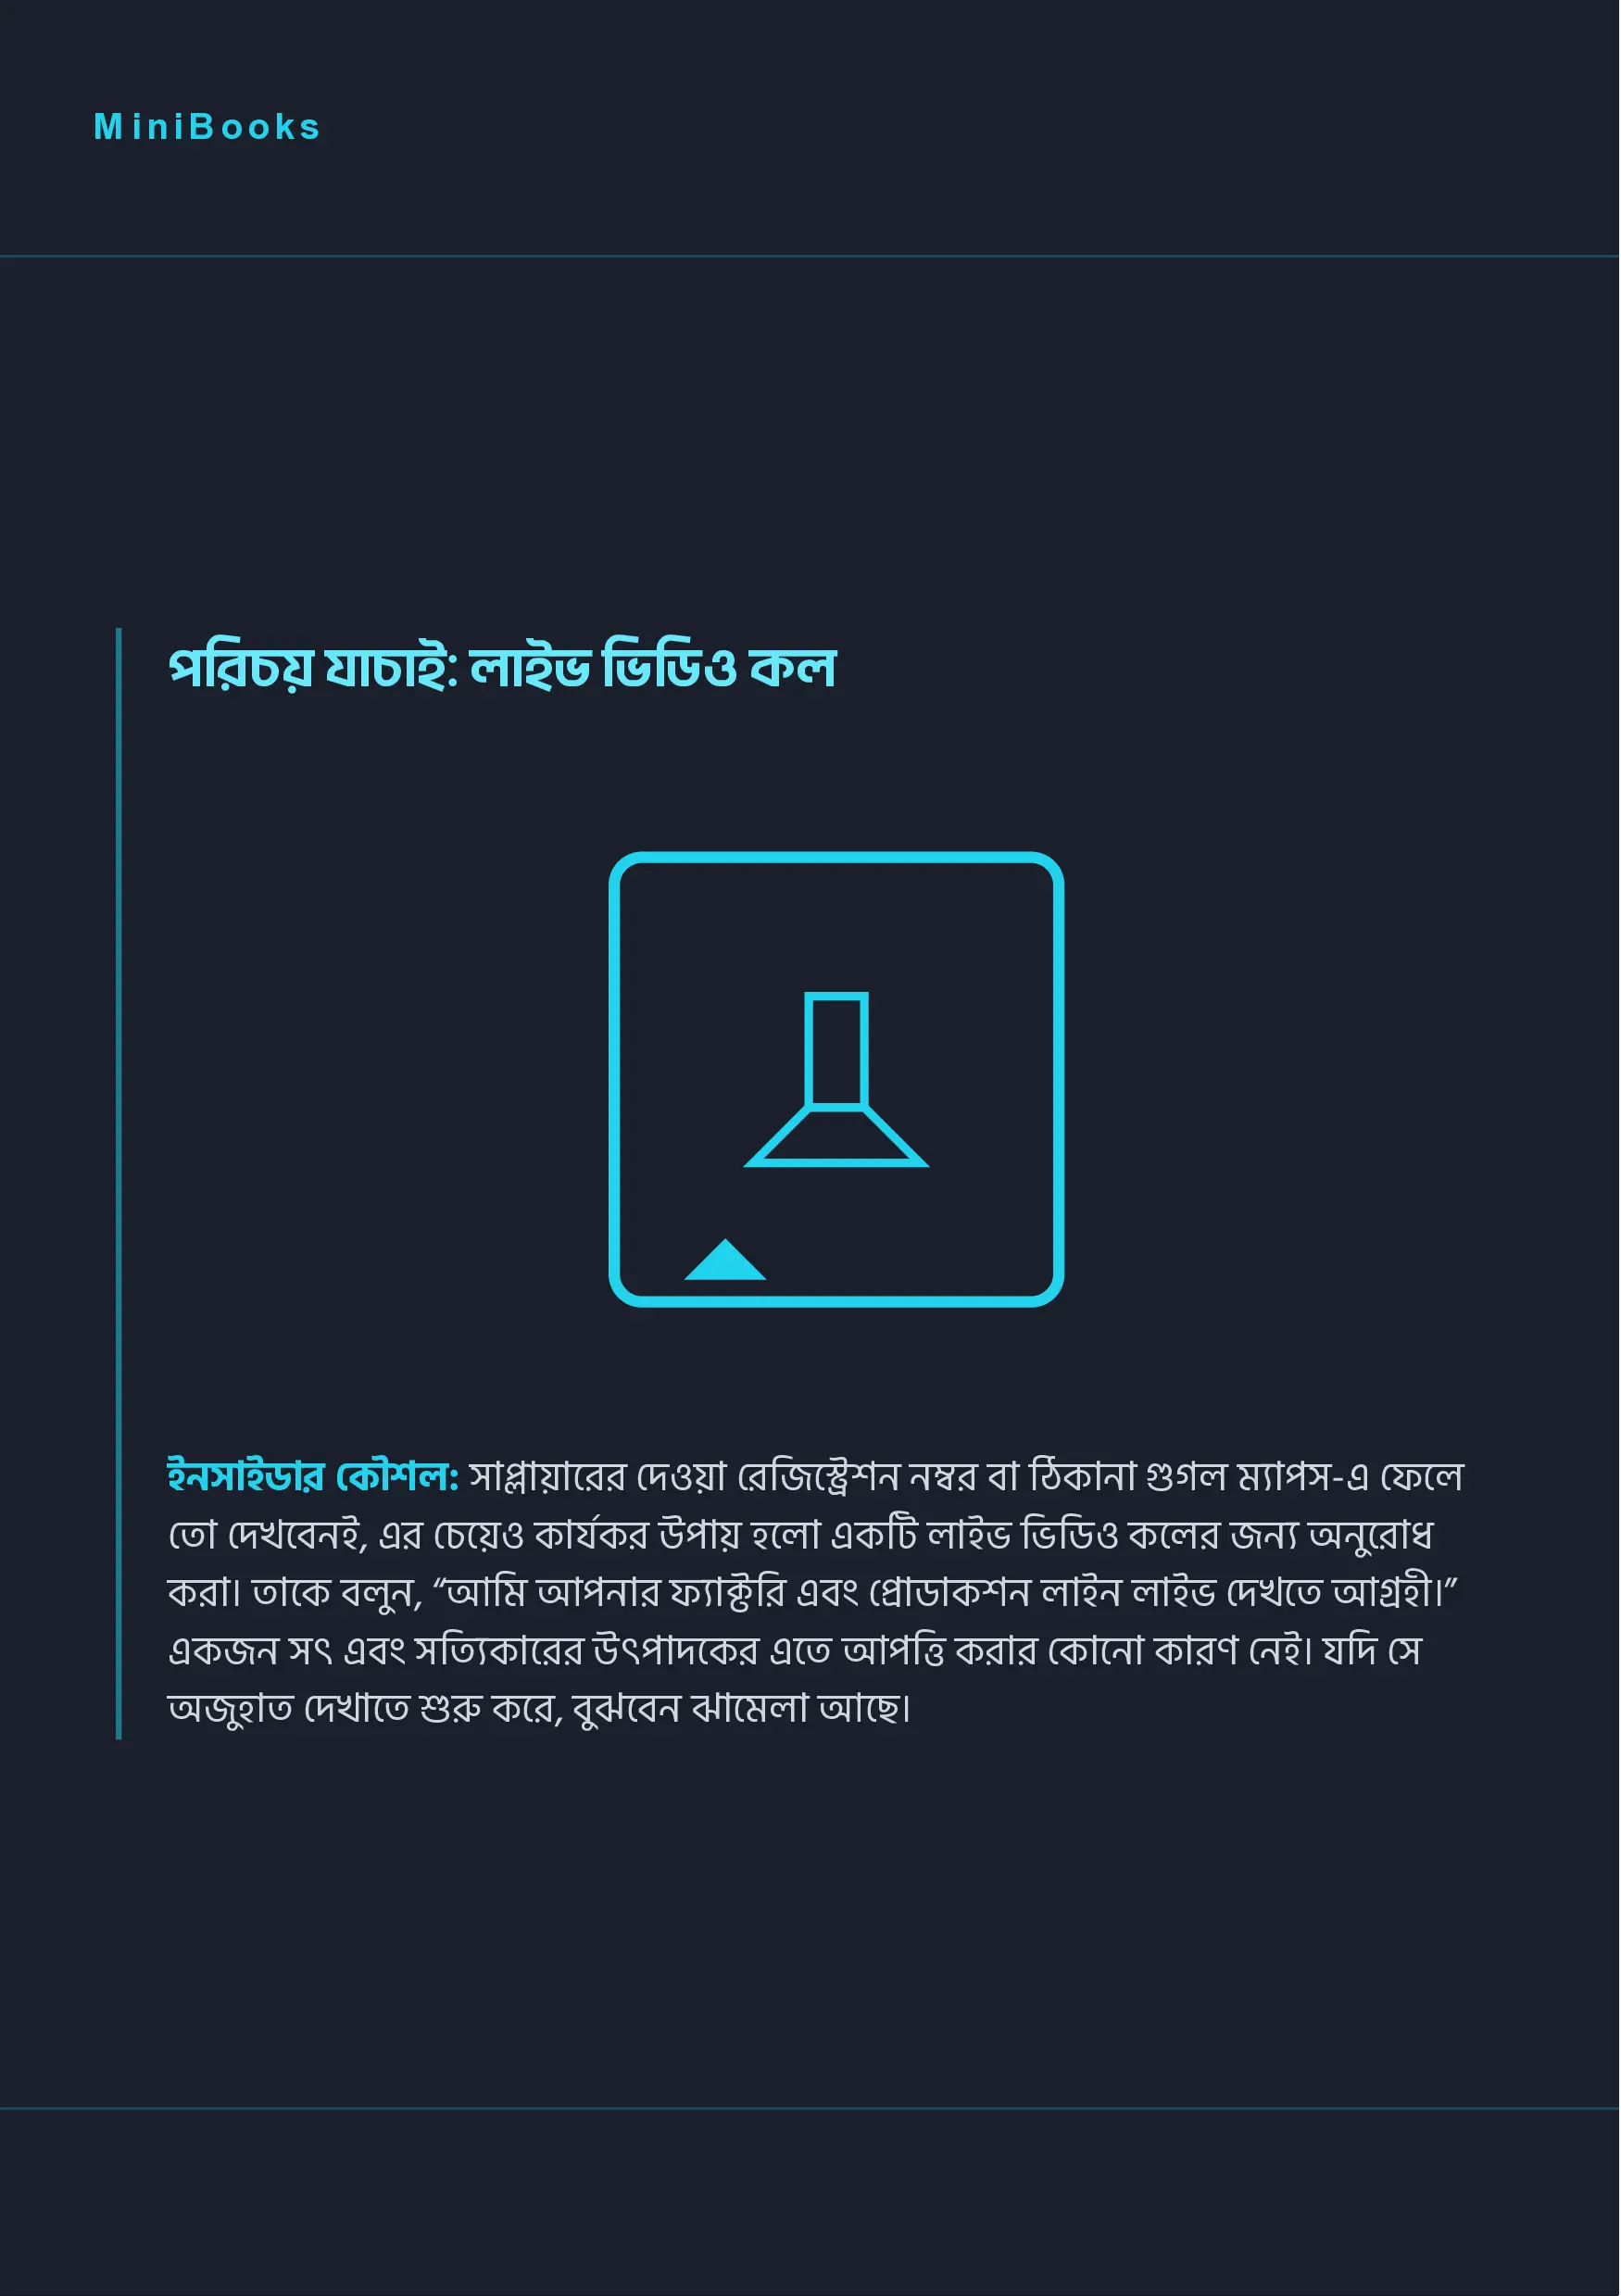 MiniBooks
পরিচয় যাচাই: লাইভ ভিডিও কল
ইনসাইডার কৌশল: সাপ্লায়ারের দেওয়া রেজিস্ট্রেশন নম্বর বা ঠিকানা গুগল ম্যাপস-এ ফেলে
তো দেখবেনই, এর চেয়েও কার্যকর উপায় হলো একটি লাইভ ভিডিও কলের জন্য অনুরোধ
করা। তাকে বলুন, “আমি আপনার ফ্যাক্টরি এবং প্রোডাকশন লাইন লাইভ দেখতে আগ্রহী।”
একজন সৎ এবং সত্যিকারের উৎপাদকের এতে আপত্তি করার কোনো কারণ নেই। যদি সে
অজুহাত দেখাতে শুরু করে, বুঝবেন ঝামেলা আছে।